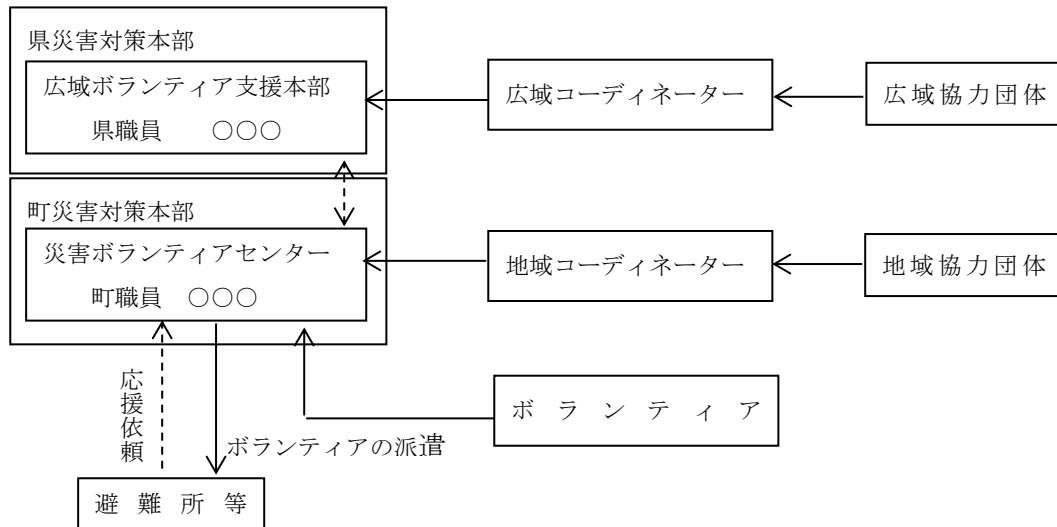 県災害対策本部
広域ボランティア支援本部
県職員　　○○○
広域コーディネーター
広域協力団体
町災害対策本部
災害ボランティアセンター
町職員　○○○
地域コーディネーター
地域協力団体
応援依頼
ボランティアの派遣
ボランティア
避難所等